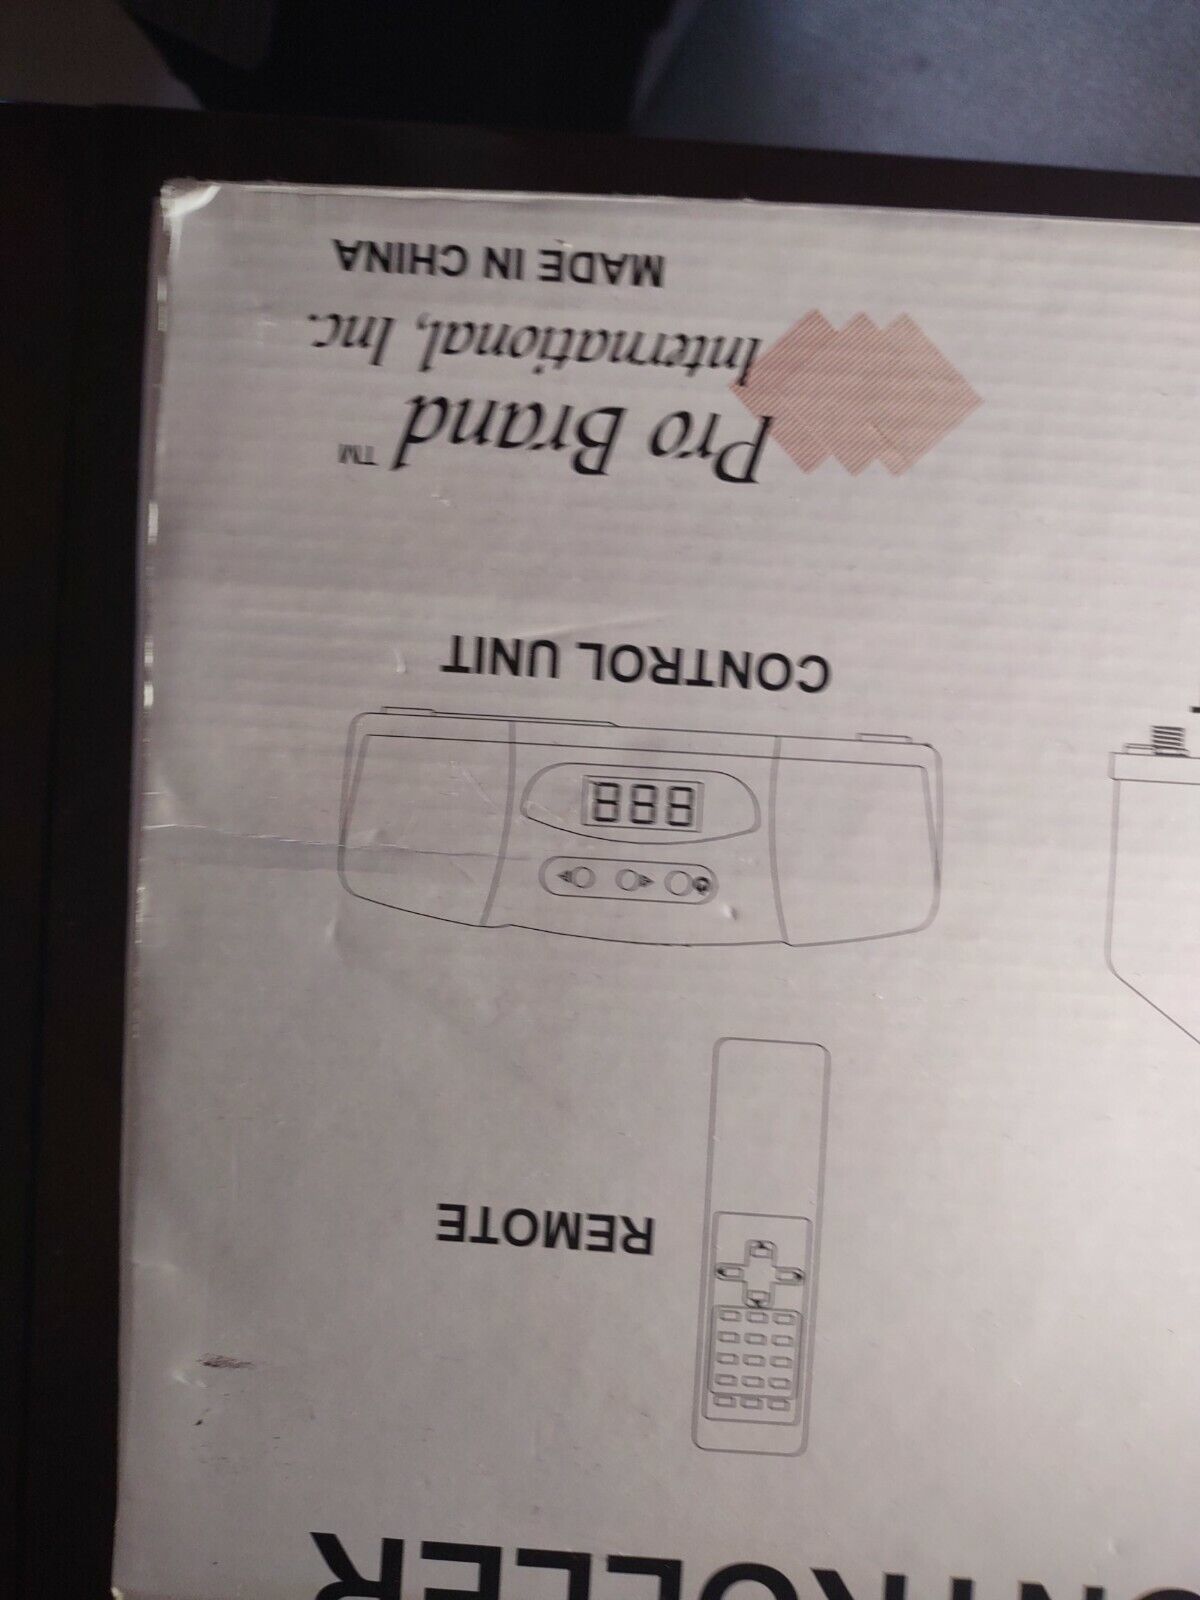 REMOTE
888
CONTROL UNIT
Pro Brand™
International, Inc.
MADE IN CHINA